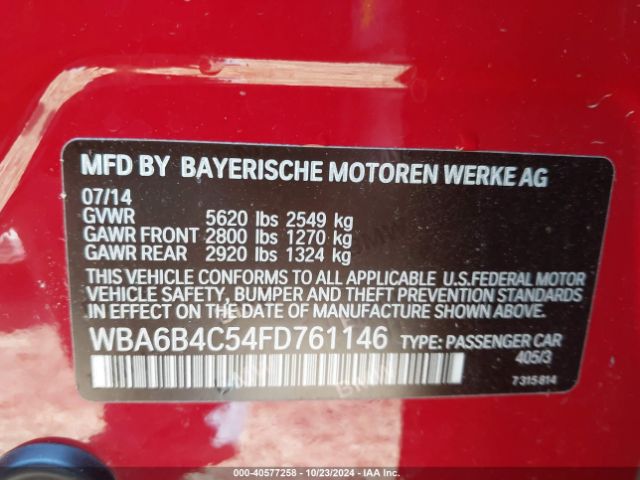 MFD BY BAYERISCHE MOTOREN WERKE AG
07/14
GVWR 5620 lbs 2549 kg
GAWR FRONT 2800 lbs 1270 kg
GAWR REAR 2920 lbs 1324 kg
THIS VEHICLE CONFORMS TO ALL APPLICABLE U.S.FEDERAL MOTOR
VEHICLE SAFETY, BUMPER AND THEFT PREVENTION STANDARDS
IN EFFECT ON THE DATE OF MANUFACTURE SHOWN ABOVE.
WBA6B4C54FD761146 TYPE: PASSENGER CAR
405/3
7 315 814
000-40577258 - 10/23/2024 - IAA Inc.